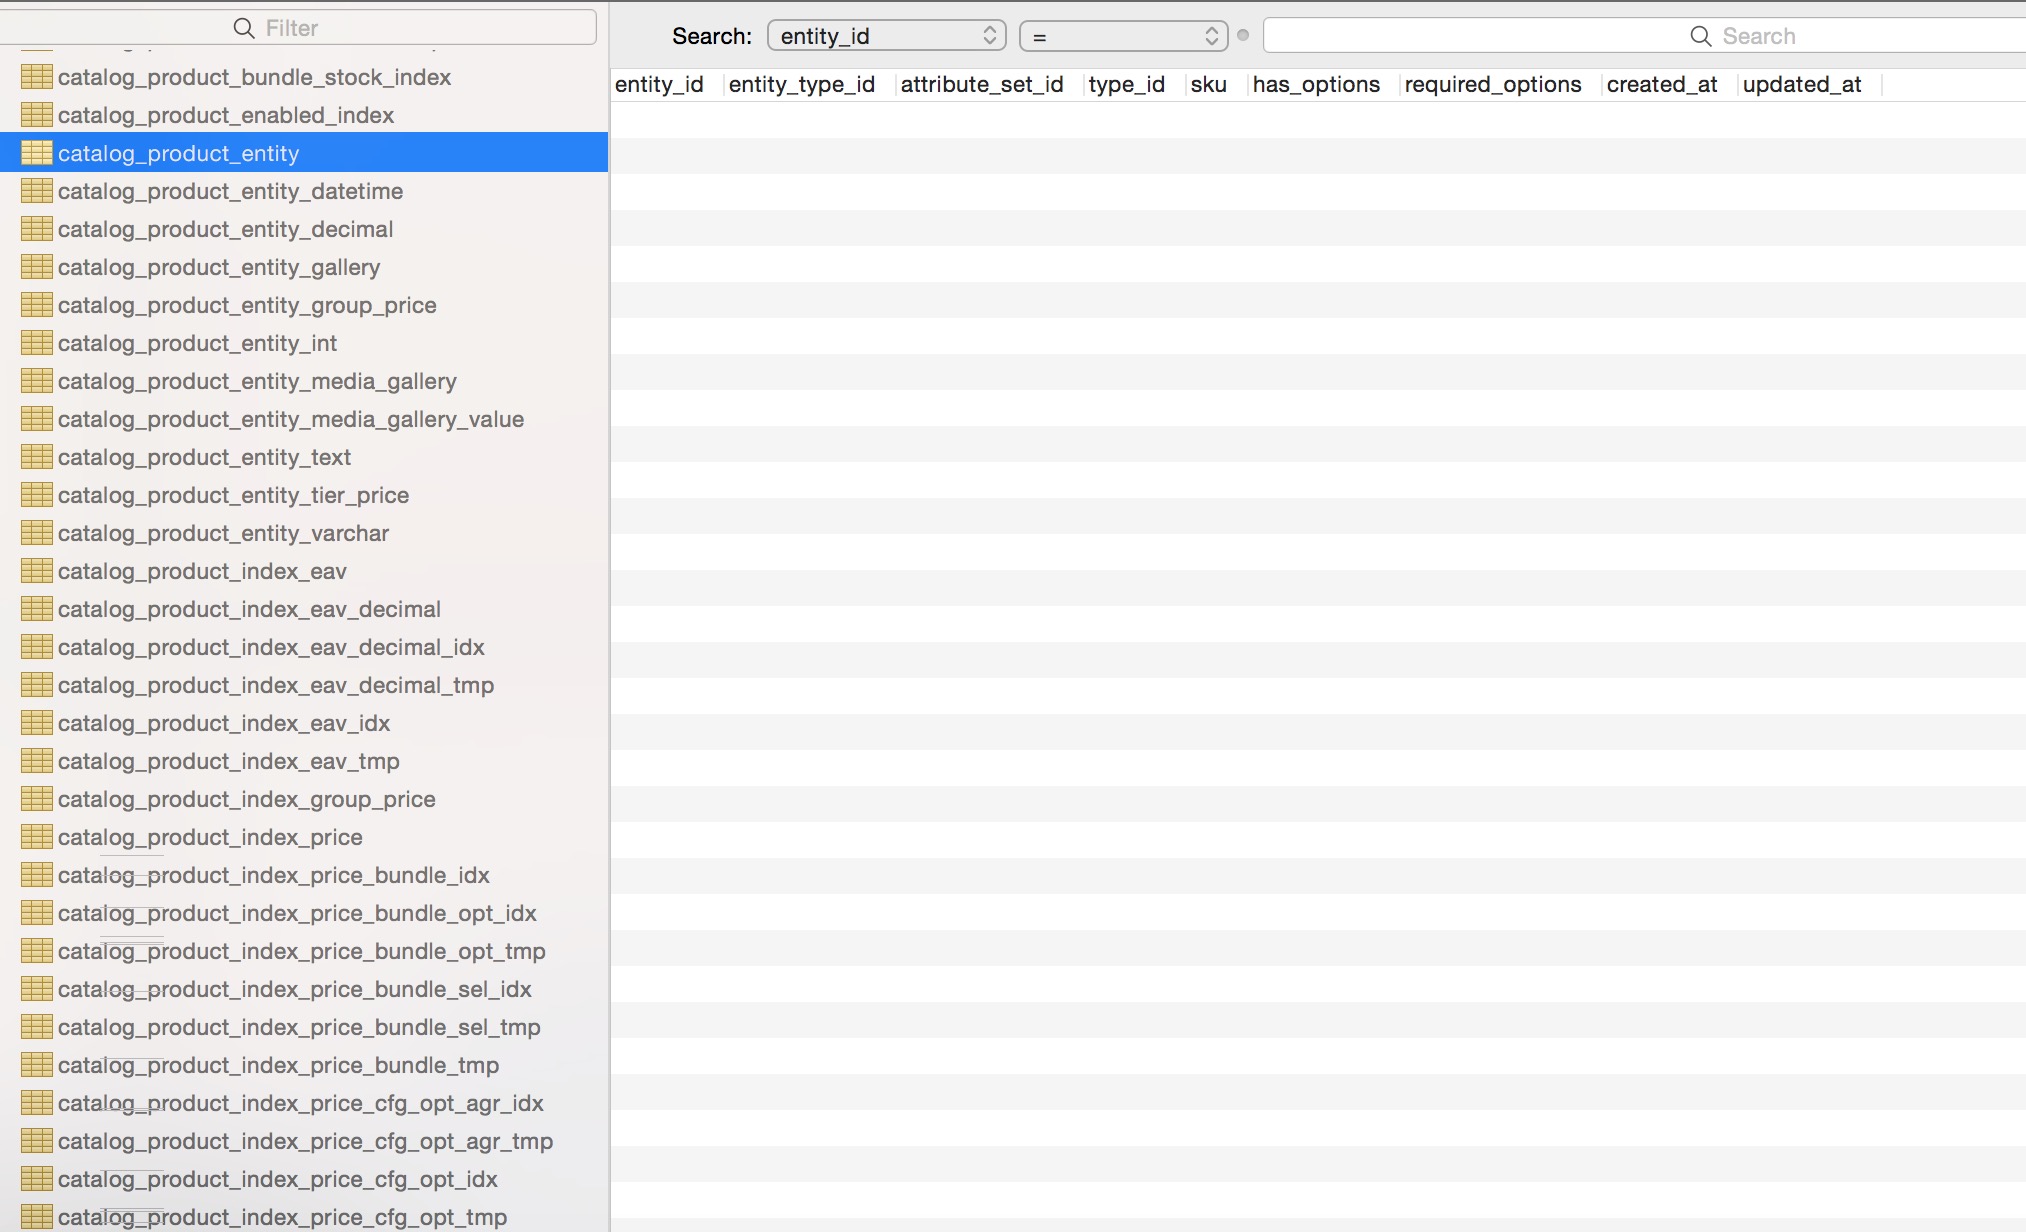 Filter
catalog_product_bundle_stock_index
catalog_product_enabled_index
catalog_product_entity
catalog_product_entity_datetime
catalog_product_entity_decimal
catalog_product_entity_gallery
catalog_product_entity_group_price
catalog_product_entity_int
catalog_product_entity_media_gallery
catalog_product_entity_media_gallery_value
catalog_product_entity_text
catalog_product_entity_tier_price
catalog_product_entity_varchar
catalog_product_index_eav
catalog_product_index_eav_decimal
catalog_product_index_eav_decimal_idx
catalog_product_index_eav_decimal_tmp
catalog_product_index_eav_idx
catalog_product_index_eav_tmp
catalog_product_index_group_price
catalog_product_index_price
catalog_product_index_price_bundle_idx
catalog_product_index_price_bundle_opt_idx
catalog_product_index_price_bundle_opt_tmp
catalog_product_index_price_bundle_sel_idx
catalog_product_index_price_bundle_sel_tmp
catalog_product_index_price_bundle_tmp
catalog_product_index_price_cfg_opt_agr_idx
catalog_product_index_price_cfg_opt_agr_tmp
catalog_product_index_price_cfg_opt_idx
catalog_product_index_price_cfg_opt_tmp
Search: entity_id = Search
entity_id entity_type_id attribute_set_id type_id sku has_options required_options created_at updated_at